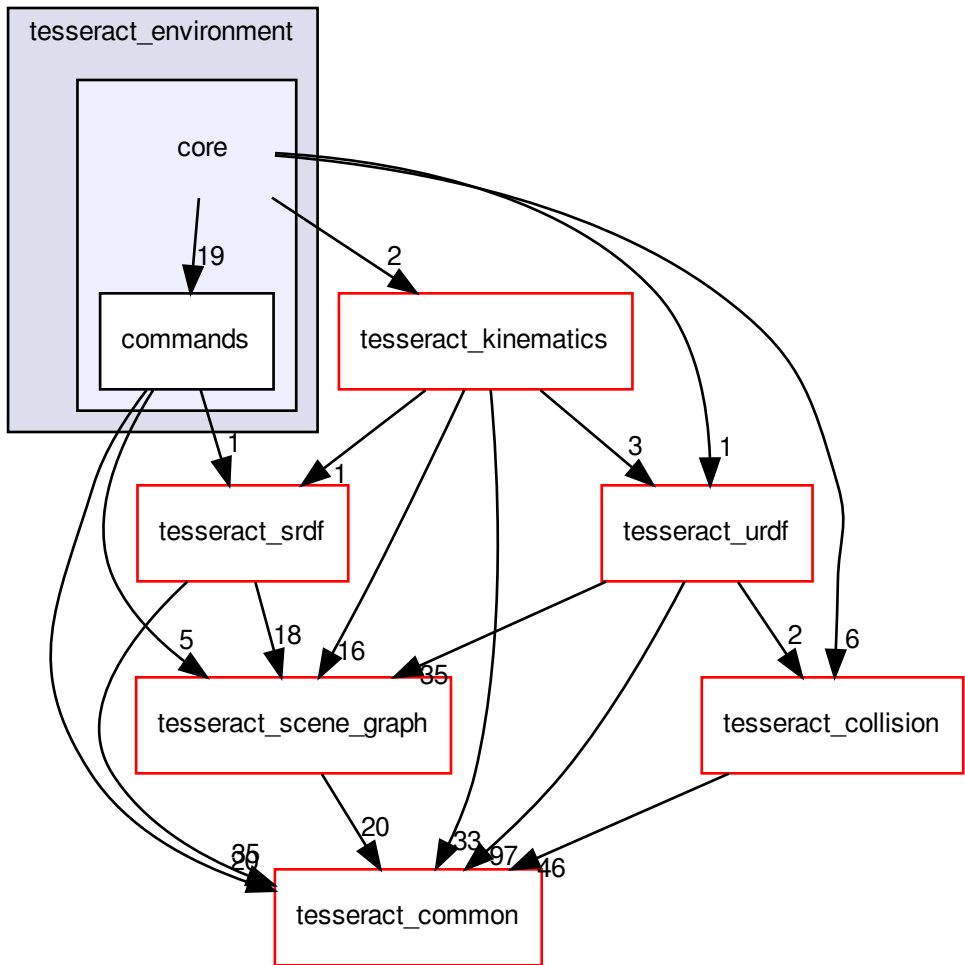 tesseract_environment
core
19
2
commands
tesseract_kinematics
1
1
3
1
tesseract_srdf
tesseract_urdf
5
18
16
35
2
6
tesseract_scene_graph
tesseract_collision
20
33
97
46
tesseract_common